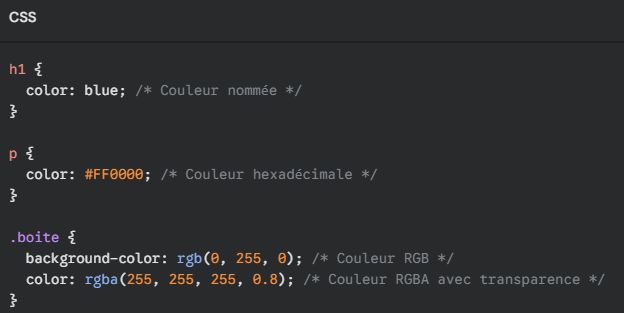 CSS
h1 {
  color: blue; /* Couleur nommée */
}
p {
  color: #FF0000; /* Couleur hexadécimale */
}
.boite {
  background-color: rgb(0, 255, 0); /* Couleur RGB */
  color: rgba(255, 255, 255, 0.8); /* Couleur RGBA avec transparence */
}